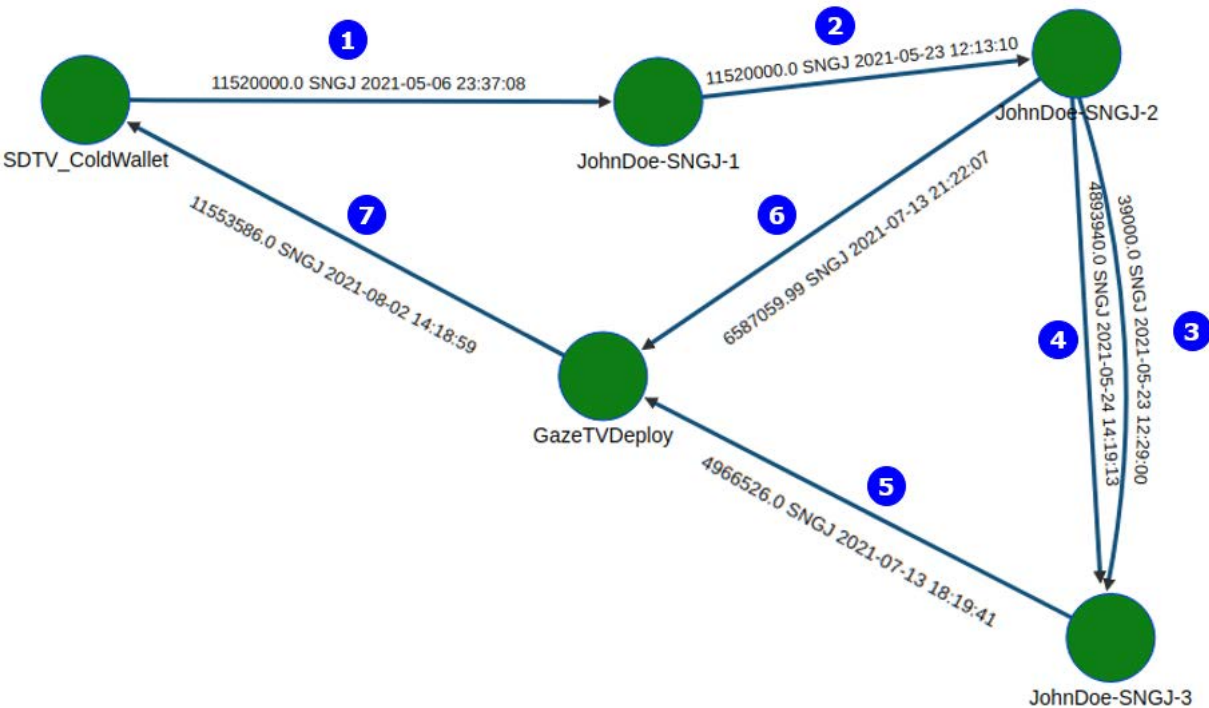 1
11520000.0 SNGJ 2021-05-06 23:37:08
2
11520000.0 SNGJ 2021-05-23 12:13:10
SDTV_ColdWallet
JohnDoe-SNGJ-1
JohnDoe-SNGJ-2
7
11553586.0 SNGJ 2021-08-02 14:18:59
6
6587059.99 SNGJ 2021-07-13 21:22:07
4
4893940.0 SNGJ 2021-05-24 14:19:13
39000.0 SNGJ 2021-05-23 12:29:00
3
GazeTVDeploy
5
4966526.0 SNGJ 2021-07-13 18:19:41
JohnDoe-SNGJ-3